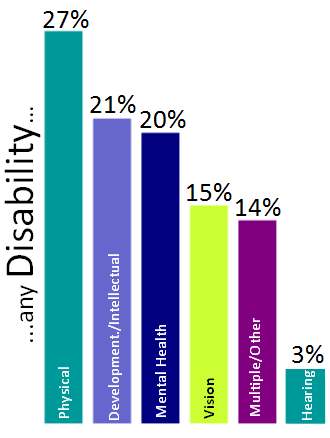 ...any Disability...
27%
21%
20%
15%
14%
3%
Physical
Development./Intellectual
Mental Health
Vision
Multiple/Other
Hearing